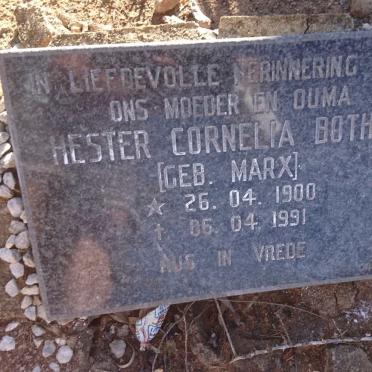 IN LIEFDEVOLLE HERINNERING
ONS MOEDER EN OUMA
HESTER CORNELIA BOTH
[GEB. MARX]
☆ 26. 04. 1900
† 06. 04. 1991
RUS IN VREDE